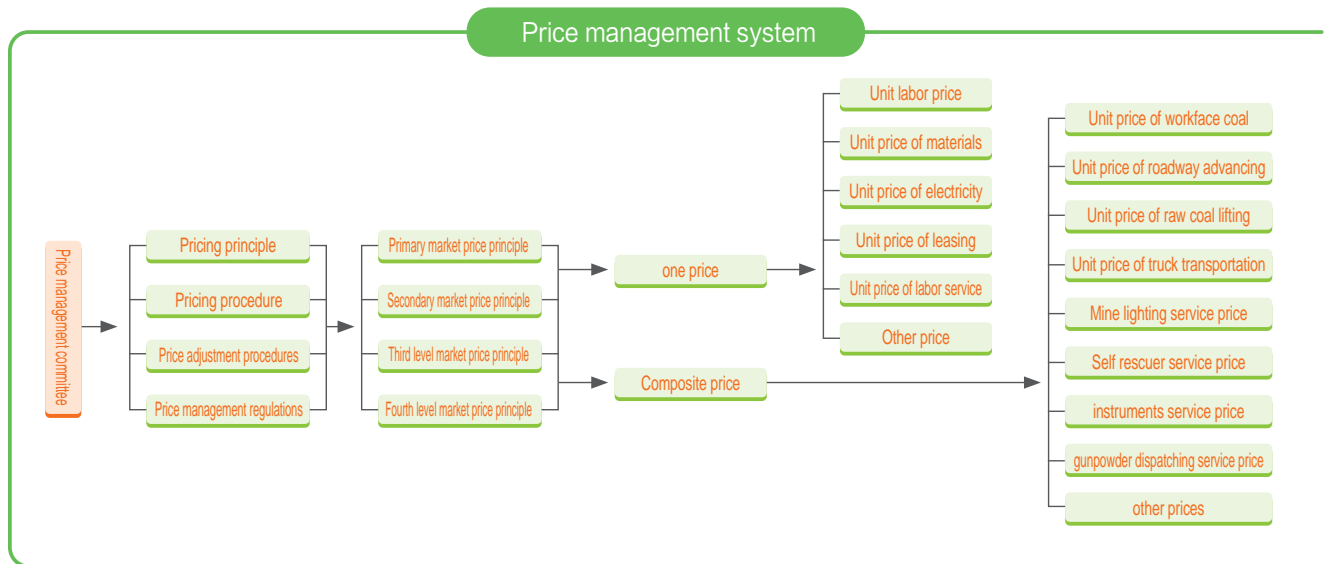 Price management system
Price management committee
Pricing principle
Pricing procedure
Price adjustment procedures
Price management regulations
Primary market price principle
Secondary market price principle
Third level market price principle
Fourth level market price principle
one price
Composite price
Unit labor price
Unit price of materials
Unit price of electricity
Unit price of leasing
Unit price of labor service
Other price
Unit price of workface coal
Unit price of roadway advancing
Unit price of raw coal lifting
Unit price of truck transportation
Mine lighting service price
Self rescuer service price
instruments service price
gunpowder dispatching service price
other prices